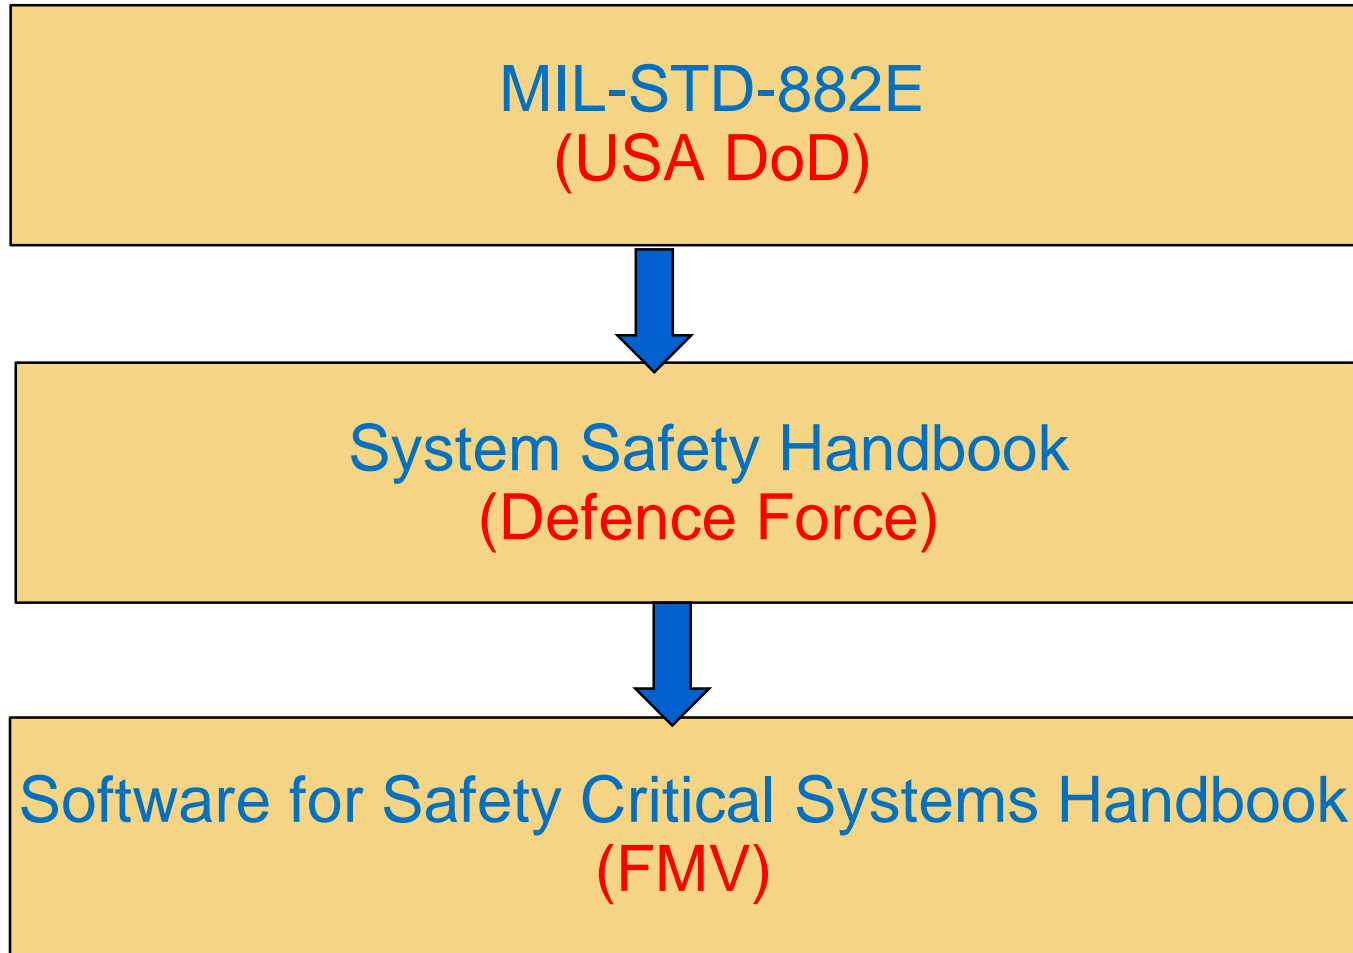 MIL-STD-882E
(USA DoD)
System Safety Handbook
(Defence Force)
Software for Safety Critical Systems Handbook
(FMV)